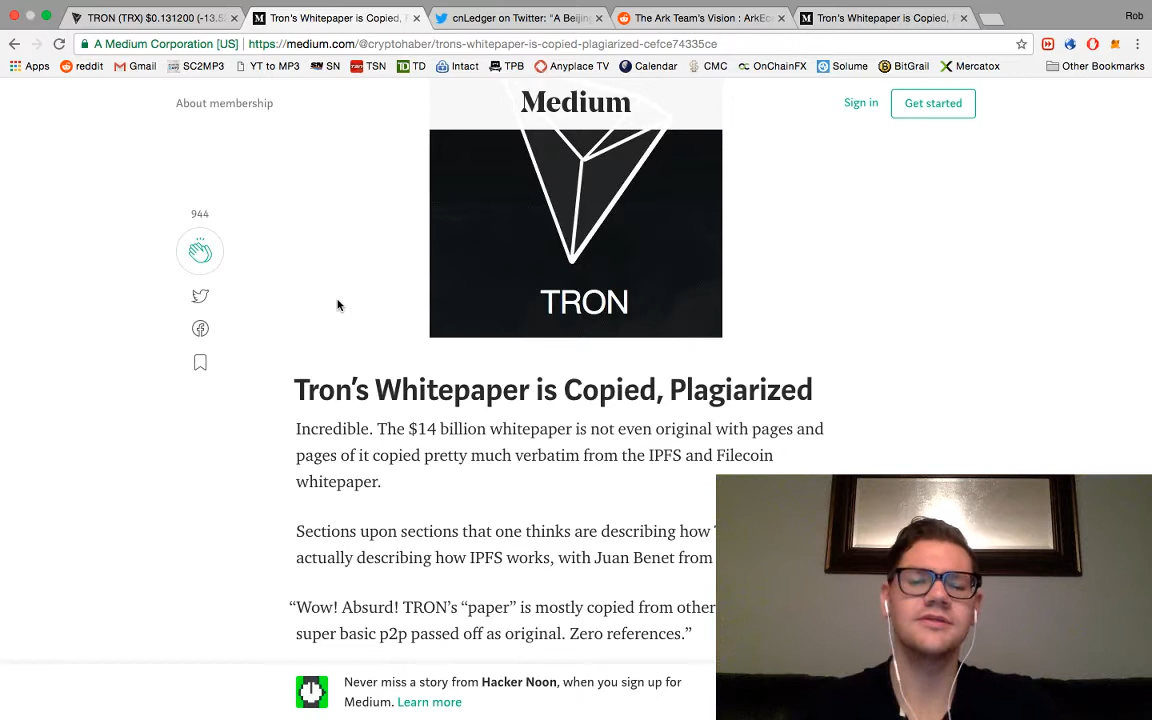 TRON (TRX) $0.131200 (-13.52
Tron's Whitepaper is Copied, P
cnLedger on Twitter: "A Beijing
The Ark Team's Vision : ArkEco
Tron's Whitepaper is Copied, P
Rob
A Medium Corporation [US] https://medium.com/@cryptohaber/trons-whitepaper-is-copied-plagiarized-cefce74335ce
Apps reddit Gmail SC2MP3 YT to MP3 SN TSN TD Intact TPB Anyplace TV Calendar CMC OnChainFX Solume BitGrail Mercatox Other Bookmarks
About membership
Medium
Sign in Get started
944
TRON
Tron's Whitepaper is Copied, Plagiarized
Incredible. The $14 billion whitepaper is not even original with pages and
pages of it copied pretty much verbatim from the IPFS and Filecoin
whitepaper.
Sections upon sections that one thinks are describing how
actually describing how IPFS works, with Juan Benet from
“Wow! Absurd! TRON’s “paper” is mostly copied from other
super basic p2p passed off as original. Zero references.”
Never miss a story from Hacker Noon, when you sign up for
Medium. Learn more